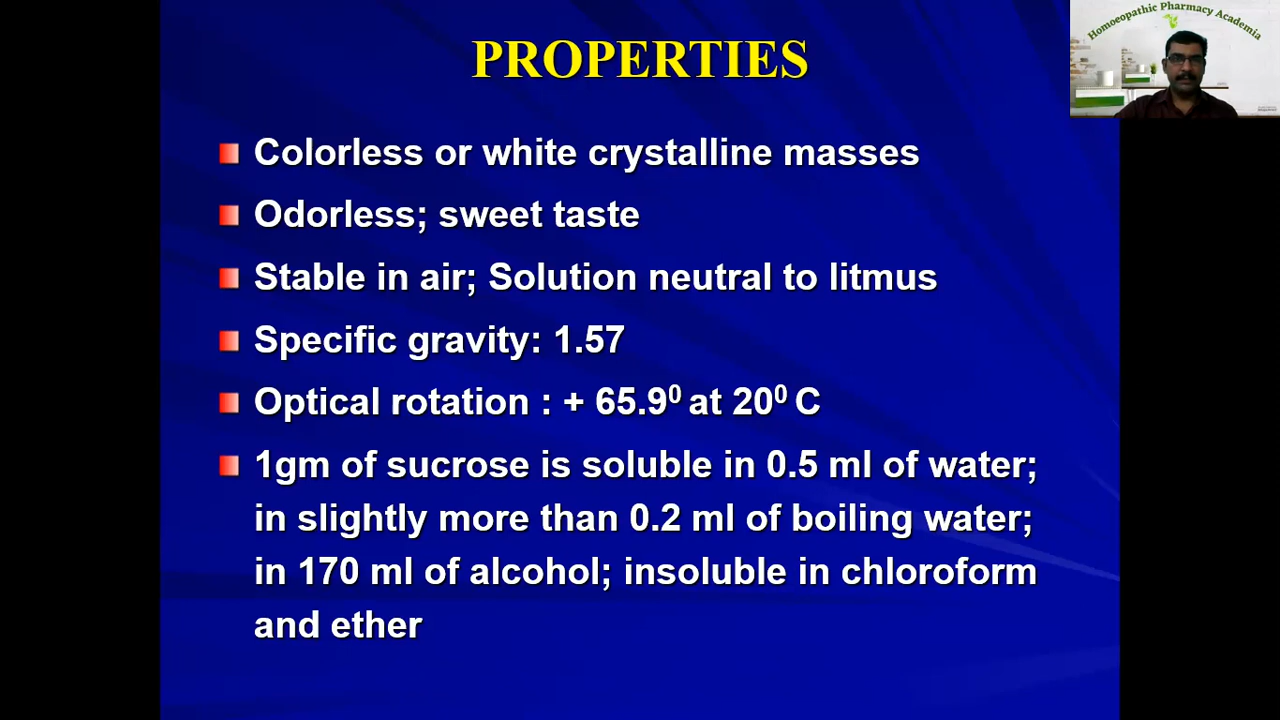 Homoeopathic Pharmacy Academia
PROPERTIES
Colorless or white crystalline masses
Odorless; sweet taste
Stable in air; Solution neutral to litmus
Specific gravity: 1.57
Optical rotation : + 65.9⁰ at 20⁰ C
1gm of sucrose is soluble in 0.5 ml of water;
in slightly more than 0.2 ml of boiling water;
in 170 ml of alcohol; insoluble in chloroform
and ether